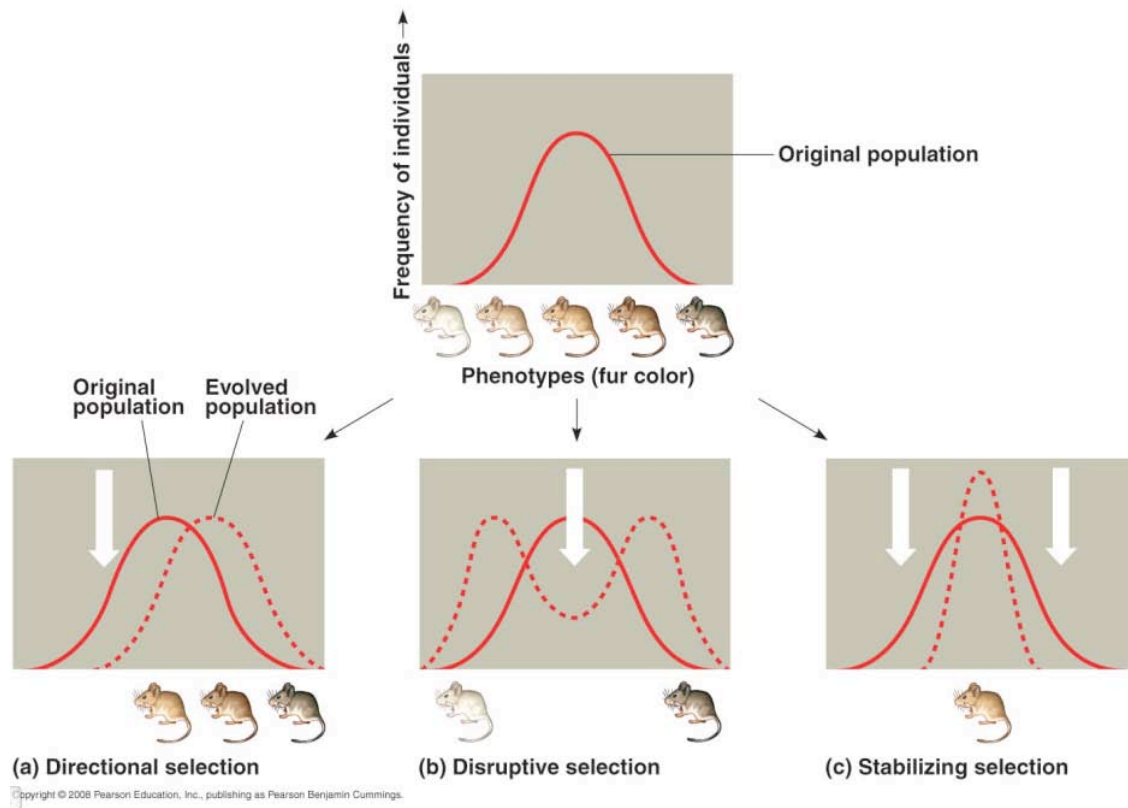 Frequency of individuals
Original population
Phenotypes (fur color)
Original
population
Evolved
population
(a) Directional selection
(b) Disruptive selection
(c) Stabilizing selection
Copyright © 2008 Pearson Education, Inc., publishing as Pearson Benjamin Cummings.